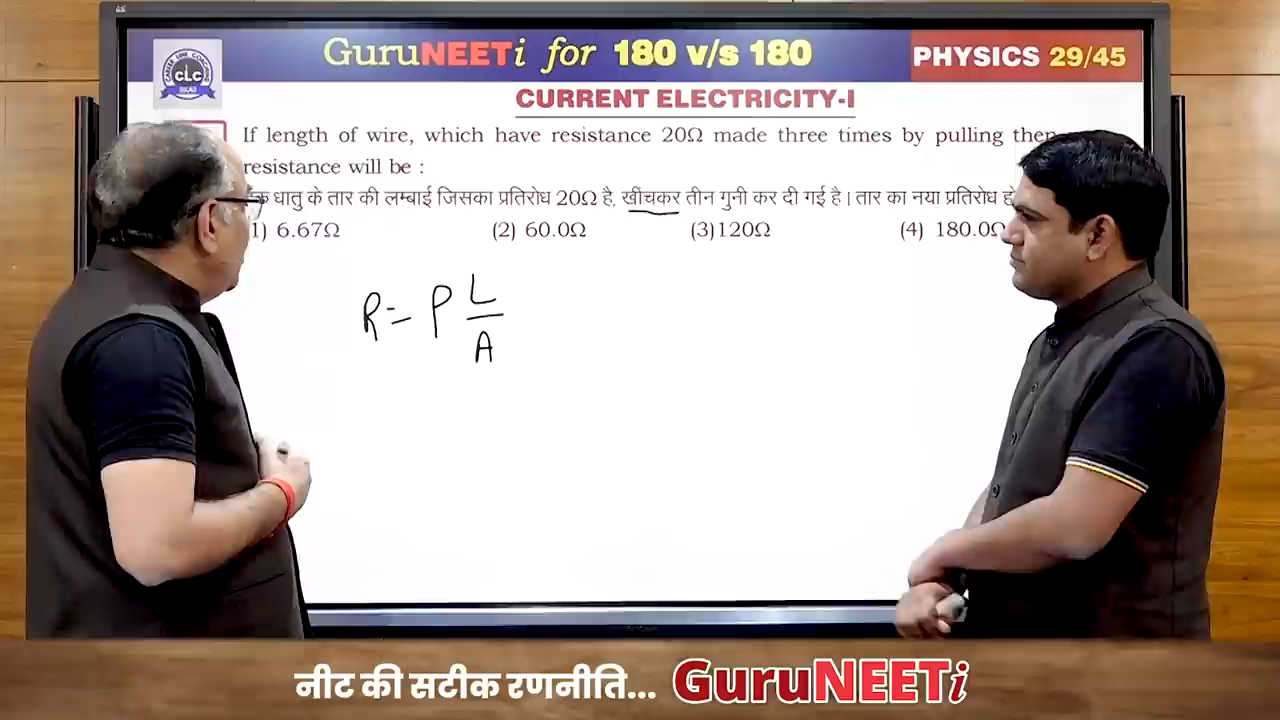 GuruNEETi for 180 v/s 180
PHYSICS 29/45
CLC
CURRENT ELECTRICITY-I
If length of wire, which have resistance 20Ω made three times by pulling then
resistance will be :
धातु के तार की लम्बाई जिसका प्रतिरोध 20Ω है, खींचकर तीन गुनी कर दी गई है। तार का नया प्रतिरोध
1) 6.67Ω (2) 60.0Ω (3)120Ω (4) 180.0Ω
R= ρ L
A
नीट की सटीक रणनीति... GuruNEETi